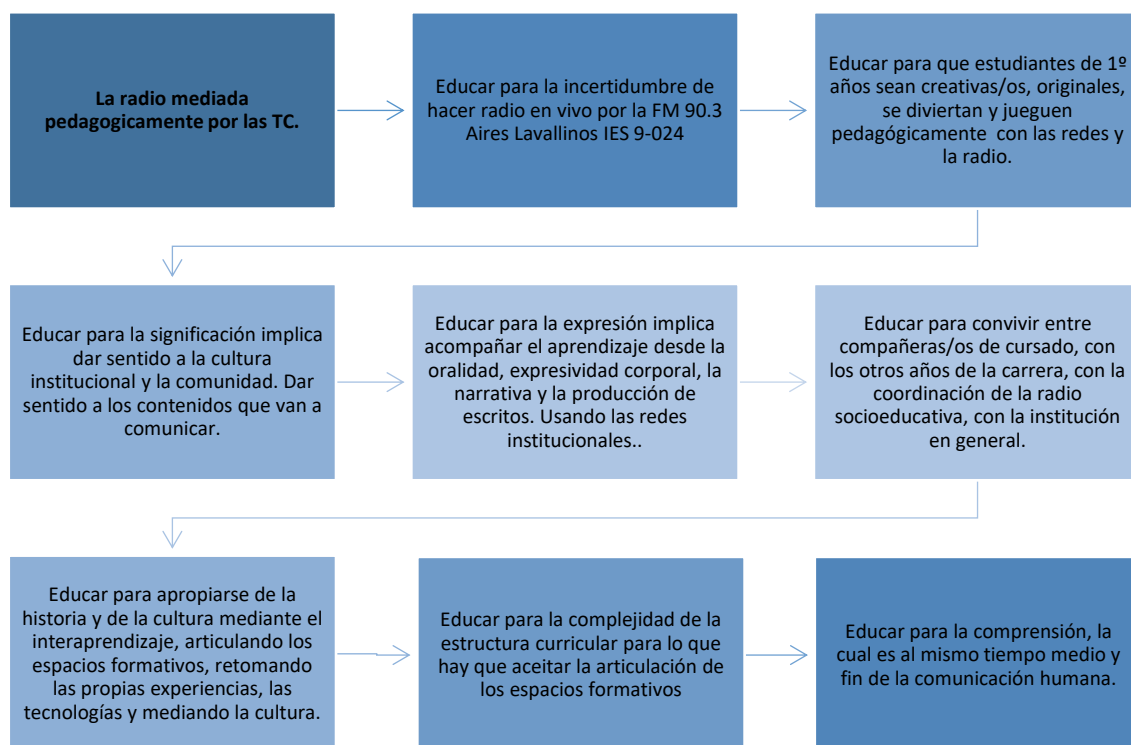 La radio mediada
pedagogicamente por las TC.
Educar para la incertidumbre de
hacer radio en vivo por la FM 90.3
Aires Lavallinos IES 9-024
Educar para que estudiantes de 1º
años sean creativas/os, originales,
se diviertan y jueguen
pedagógicamente con las redes y
la radio.
Educar para la significación implica
dar sentido a la cultura
institucional y la comunidad. Dar
sentido a los contenidos que van a
comunicar.
Educar para la expresión implica
acompañar el aprendizaje desde la
oralidad, expresividad corporal, la
narrativa y la producción de
escritos. Usando las redes
institucionales..
Educar para convivir entre
compañeras/os de cursado, con
los otros años de la carrera, con la
coordinación de la radio
socioeducativa, con la institución
en general.
Educar para apropiarse de la
historia y de la cultura mediante el
interaprendizaje, articulando los
espacios formativos, retomando
las propias experiencias, las
tecnologías y mediando la cultura.
Educar para la complejidad de la
estructura curricular para lo que
hay que aceitar la articulación de
los espacios formativos
Educar para la comprensión, la
cual es al mismo tiempo medio y
fin de la comunicación humana.